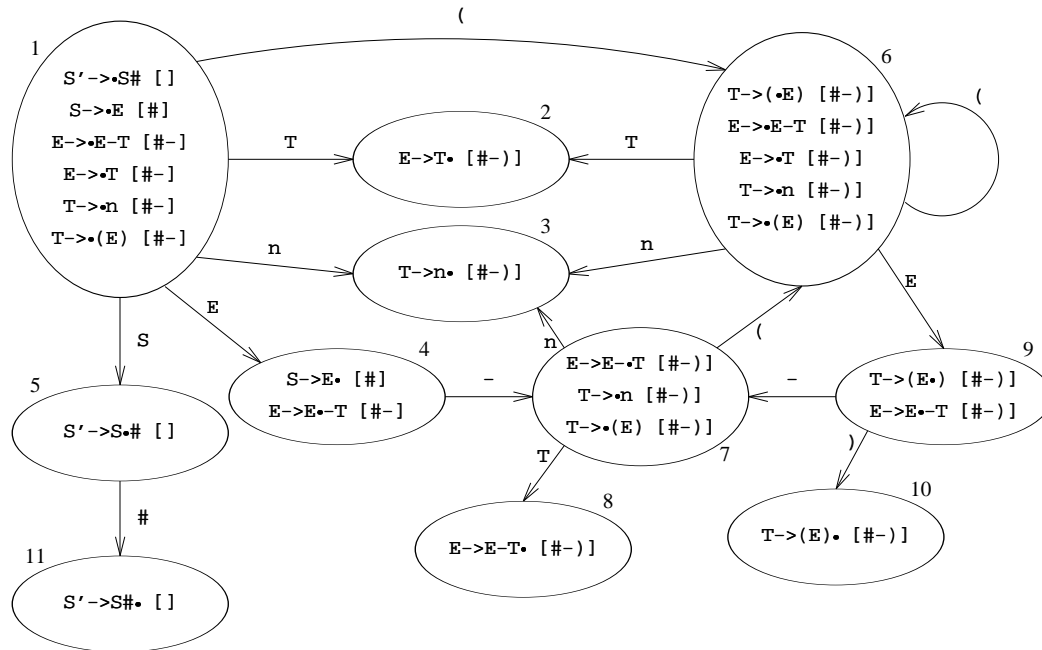 (
1
S'->•S# []
S->•E [#]
E->•E-T [#-]
E->•T [#-]
T->•n [#-]
T->•(E) [#-]
6
T->(•E) [#-)]
E->•E-T [#-)]
E->•T [#-)]
T->•n [#-)]
T->•(E) [#-)]
(
2
T
E->T• [#-)]
T
3
n
T->n• [#-)]
n
E
E
S
n
(
4
S->E• [#]
E->E•-T [#-]
-
E->E-•T [#-)]
T->•n [#-)]
T->•(E) [#-)]
7
-
9
T->(E•) [#-)]
E->E•-T [#-)]
5
S'->S•# []
T
)
8
E->E-T• [#-)]
10
T->(E)• [#-)]
#
11
S'->S#• []